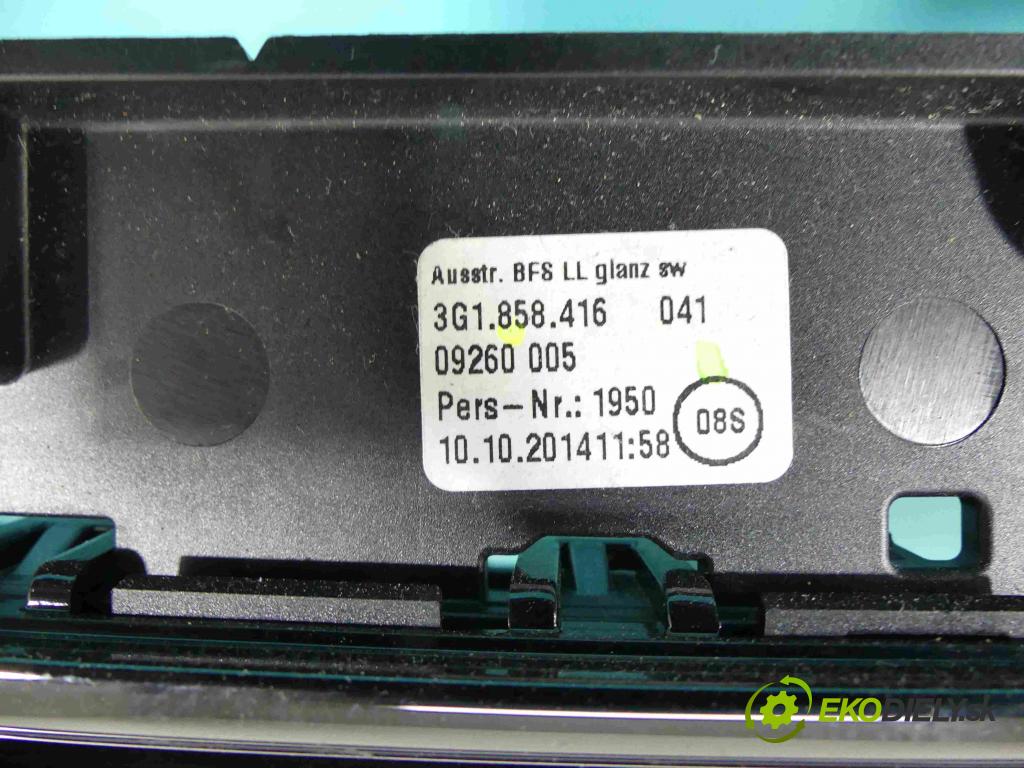 Ausstr. BFS LL glanz sw
3G1.858.416 041
09260 005
Pers-Nr.: 1950
08S
10.10.201411:58
EKODIELY.sk